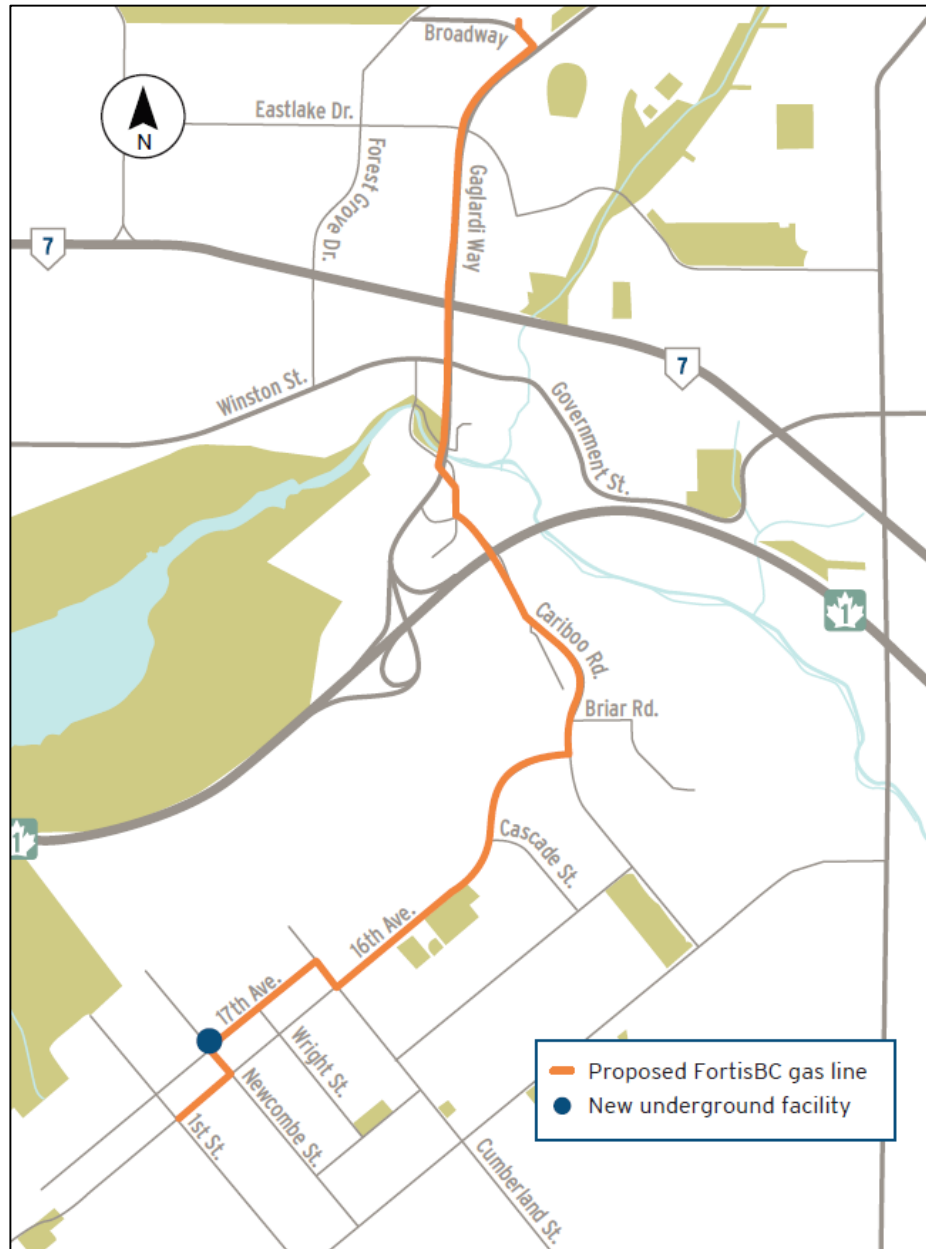 Broadway
N
Eastlake Dr.
Forest Grove Dr.
Gaglardi Way
7
7
Winston St.
Government St.
1
Cariboo Rd.
Briar Rd.
1
Cascade St.
16th Ave.
17th Ave.
Wright St.
Newcombe St.
1st St.
Cumberland St.
Proposed FortisBC gas line
New underground facility